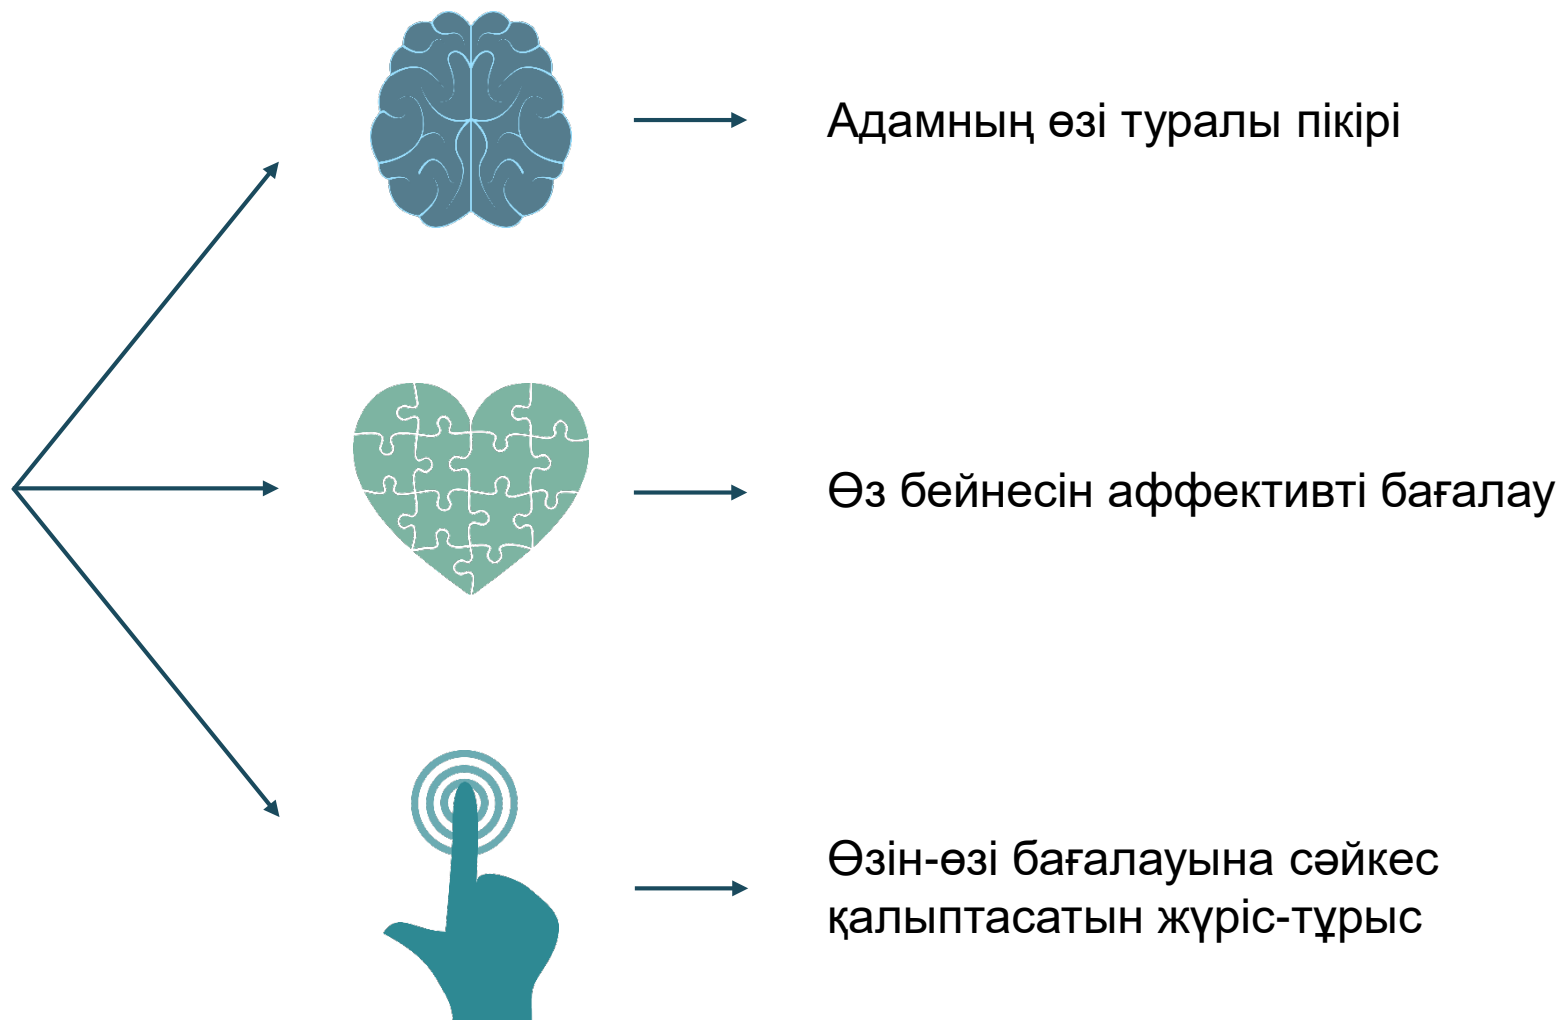 Адамның өзі туралы пікірі
Өз бейнесін аффективті бағалау
Өзін-өзі бағалауына сәйкес
қалыптасатын жүріс-тұрыс